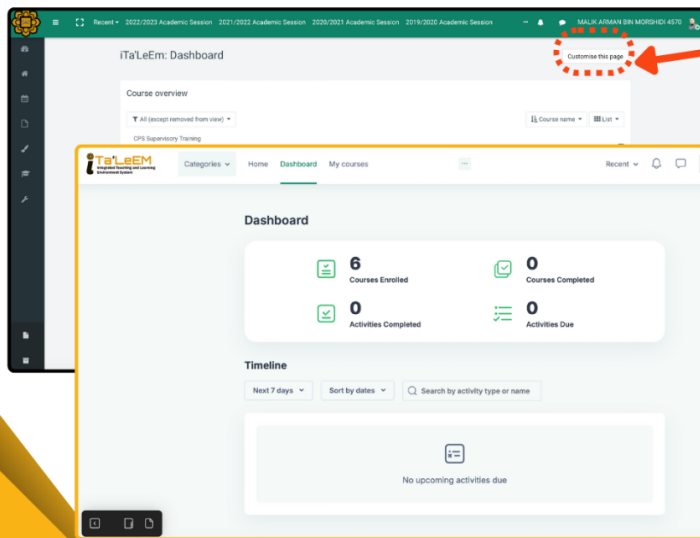 Recent 2022/2023 Academic Session 2021/2022 Academic Session 2020/2021 Academic Session 2019/2020 Academic Session MALIK ARMAN BIN MORSHIDI 4570
iTa'LeEm: Dashboard
Customise this page
Course overview
All (except removed from view) Course name List
CPS Supervisory Training
iTa'LeEM
Integrated Teaching and Learning
Environment System
Categories Home Dashboard My courses Recent
Dashboard
6
Courses Enrolled
0
Courses Completed
0
Activities Completed
0
Activities Due
Timeline
Next 7 days Sort by dates Search by activity type or name
No upcoming activities due